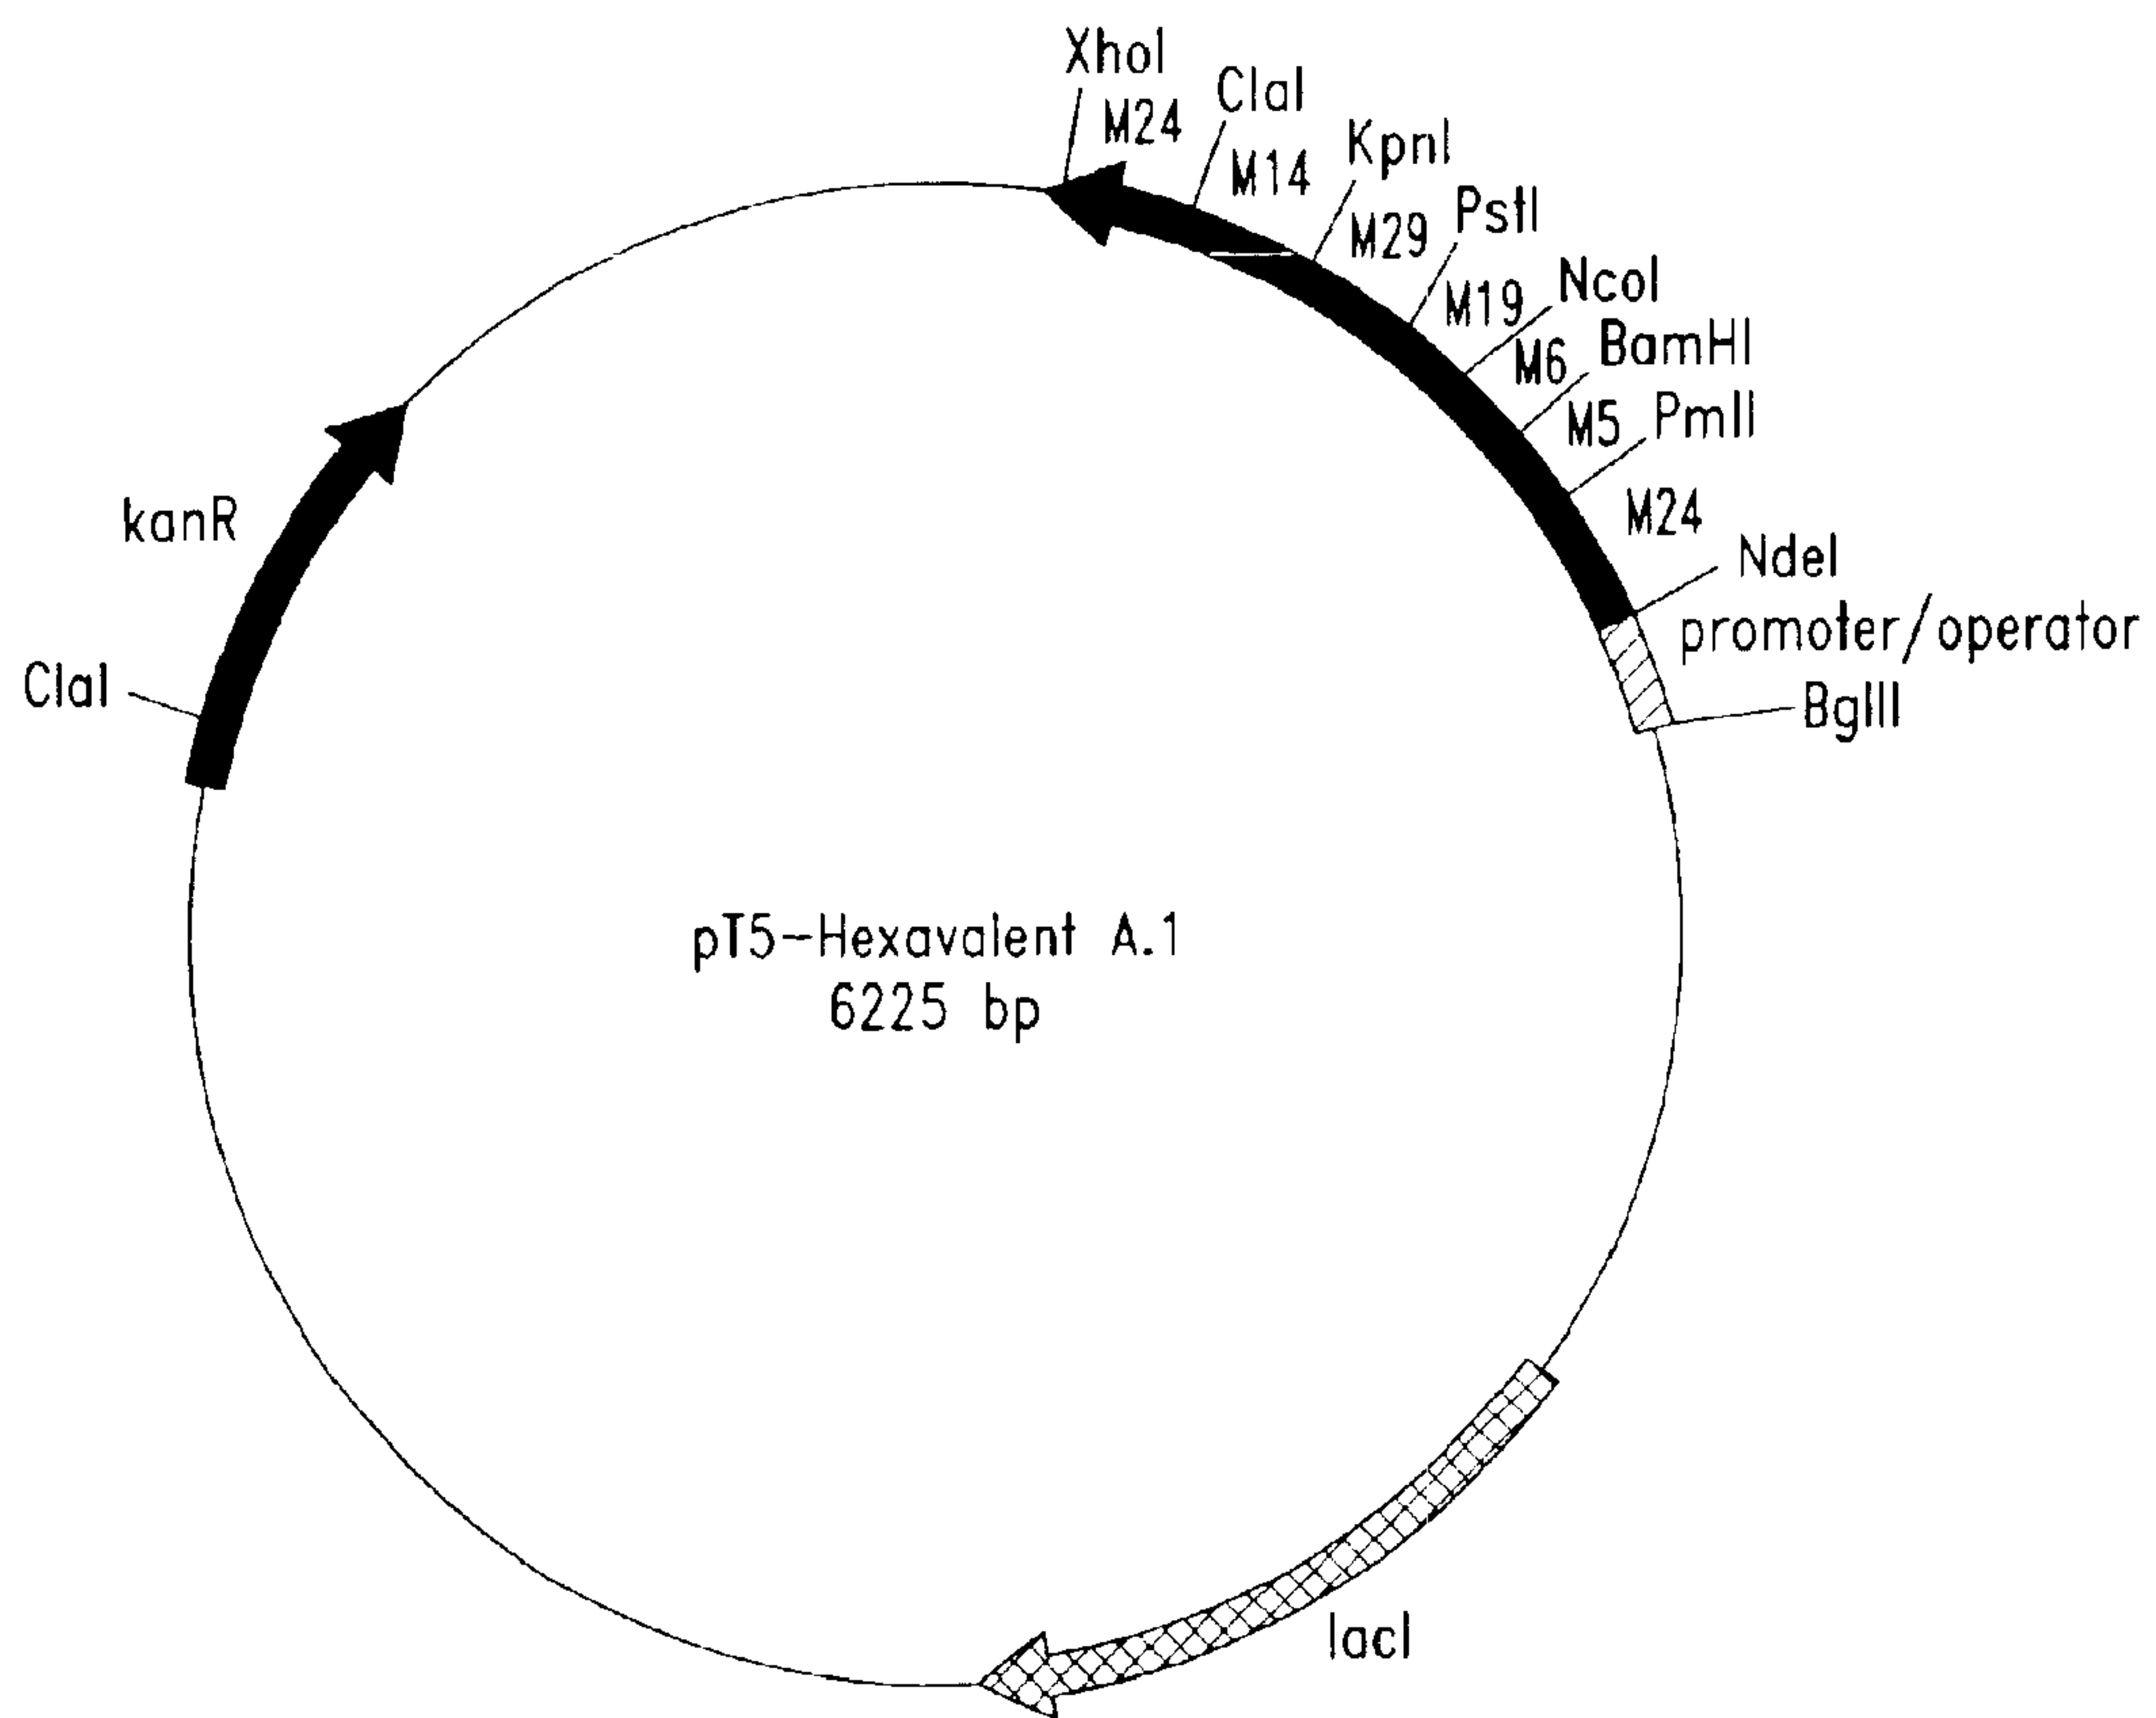 XhoI
M24
ClaI
M14
KpnI
M29
PstI
M19
NcoI
M6
BamHI
M5
PmlI
M24
NdeI
promoter/operator
BglII
kanR
ClaI
pT5-Hexavalent A.1
6225 bp
lacI